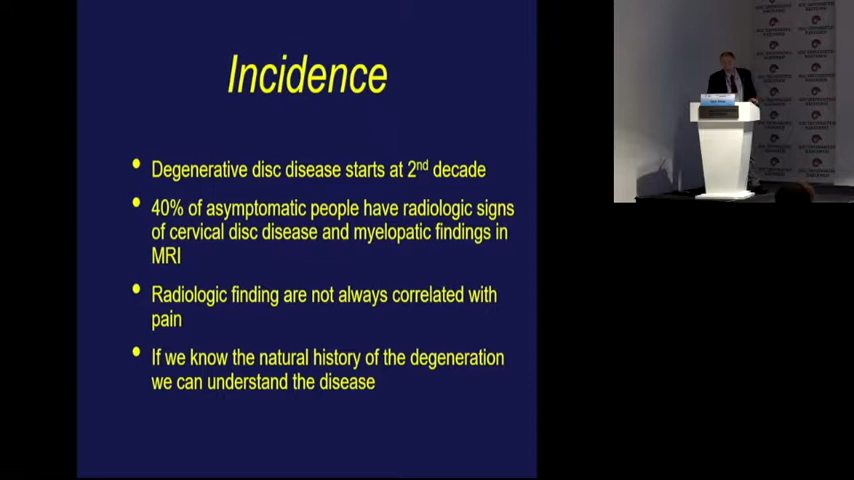 Incidence
• Degenerative disc disease starts at 2nd decade
• 40% of asymptomatic people have radiologic signs
of cervical disc disease and myelopatic findings in
MRI
• Radiologic finding are not always correlated with
pain
• If we know the natural history of the degeneration
we can understand the disease